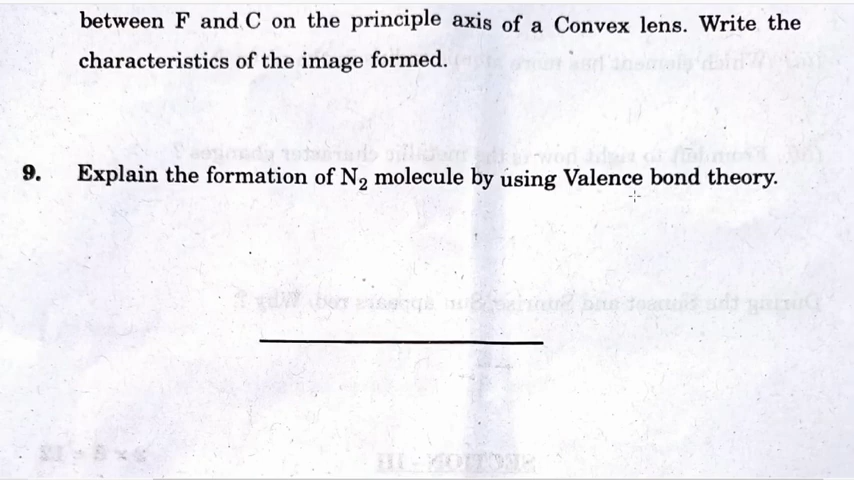 between F and C on the principle axis of a Convex lens. Write the
characteristics of the image formed.
9. Explain the formation of N₂ molecule by using Valence bond theory.